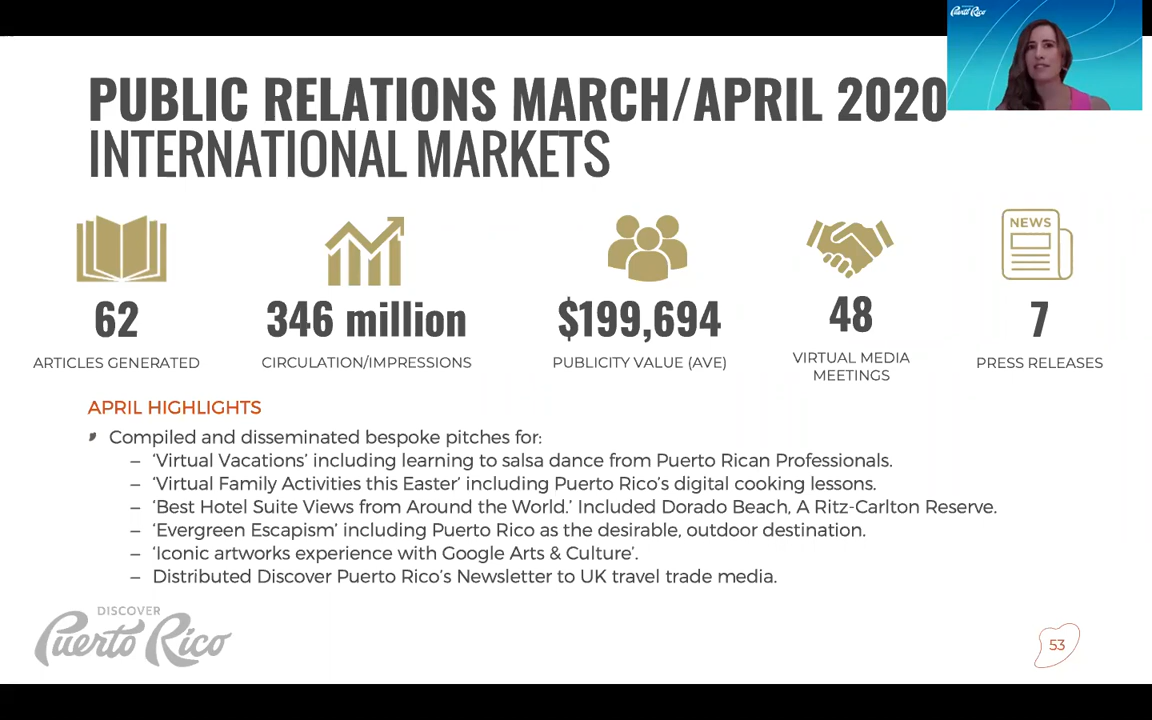 Puerto Rico
PUBLIC RELATIONS MARCH/APRIL 2020
INTERNATIONAL MARKETS
NEWS
62
346 million
$199,694
48
7
ARTICLES GENERATED
CIRCULATION/IMPRESSIONS
PUBLICITY VALUE (AVE)
VIRTUAL MEDIA
MEETINGS
PRESS RELEASES
APRIL HIGHLIGHTS
Compiled and disseminated bespoke pitches for:
– ‘Virtual Vacations’ including learning to salsa dance from Puerto Rican Professionals.
– ‘Virtual Family Activities this Easter’ including Puerto Rico’s digital cooking lessons.
– ‘Best Hotel Suite Views from Around the World.’ Included Dorado Beach, A Ritz-Carlton Reserve.
– ‘Evergreen Escapism’ including Puerto Rico as the desirable, outdoor destination.
– ‘Iconic artworks experience with Google Arts & Culture’.
– Distributed Discover Puerto Rico’s Newsletter to UK travel trade media.
DISCOVER
Puerto Rico
53